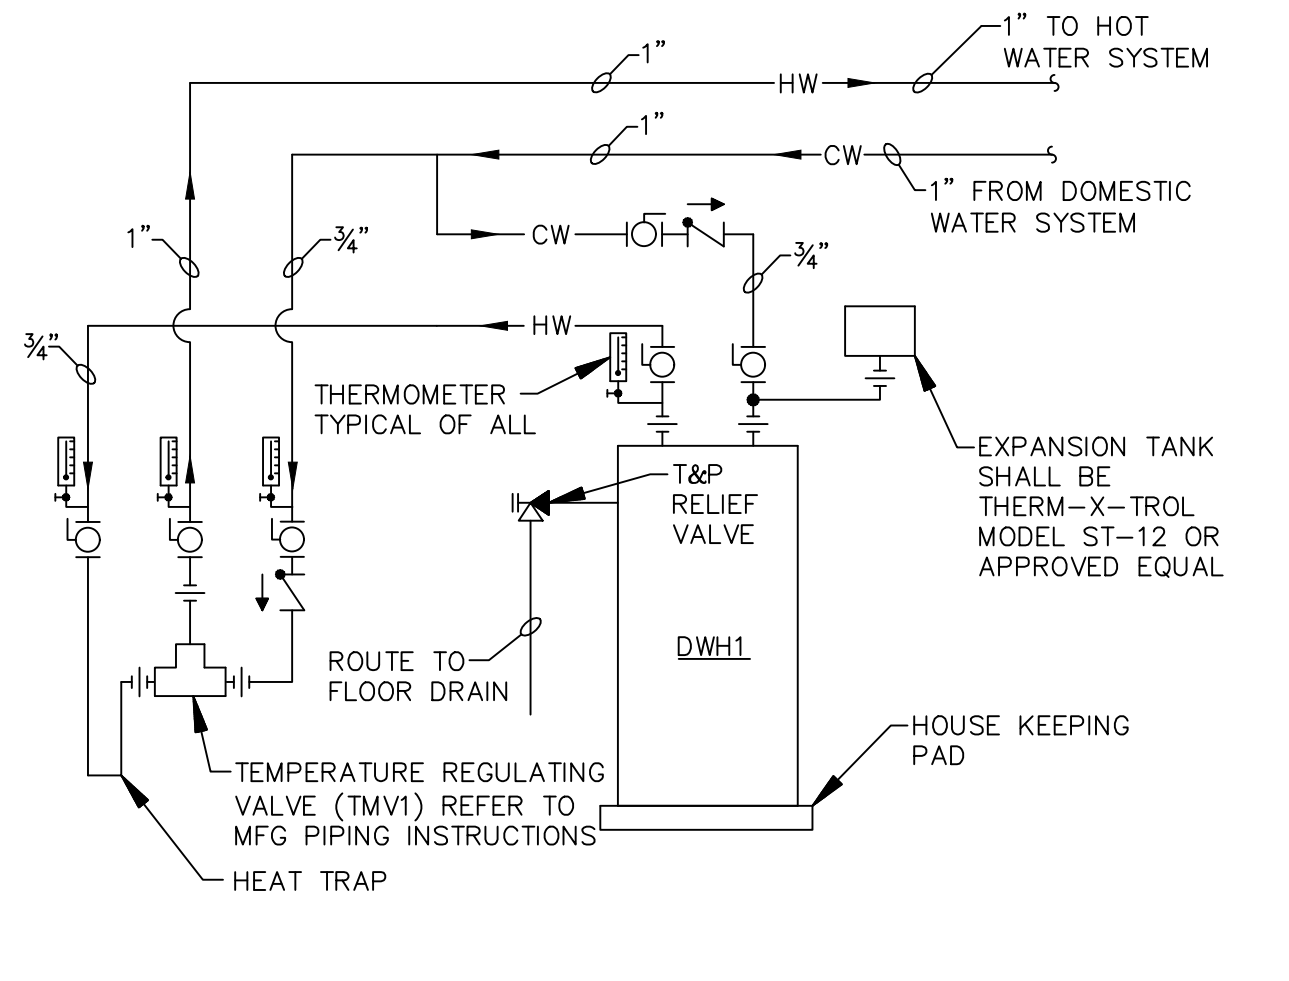 1" TO HOT
WATER SYSTEM
1"
HW
1"
CW
1" FROM DOMESTIC
WATER SYSTEM
1"
3/4"
CW
3/4"
HW
3/4"
THERMOMETER
TYPICAL OF ALL
EXPANSION TANK
SHALL BE
THERM-X-TROL
MODEL ST-12 OR
APPROVED EQUAL
T&P
RELIEF
VALVE
DWH1
ROUTE TO
FLOOR DRAIN
HOUSE KEEPING
PAD
TEMPERATURE REGULATING
VALVE (TMV1) REFER TO
MFG PIPING INSTRUCTIONS
HEAT TRAP